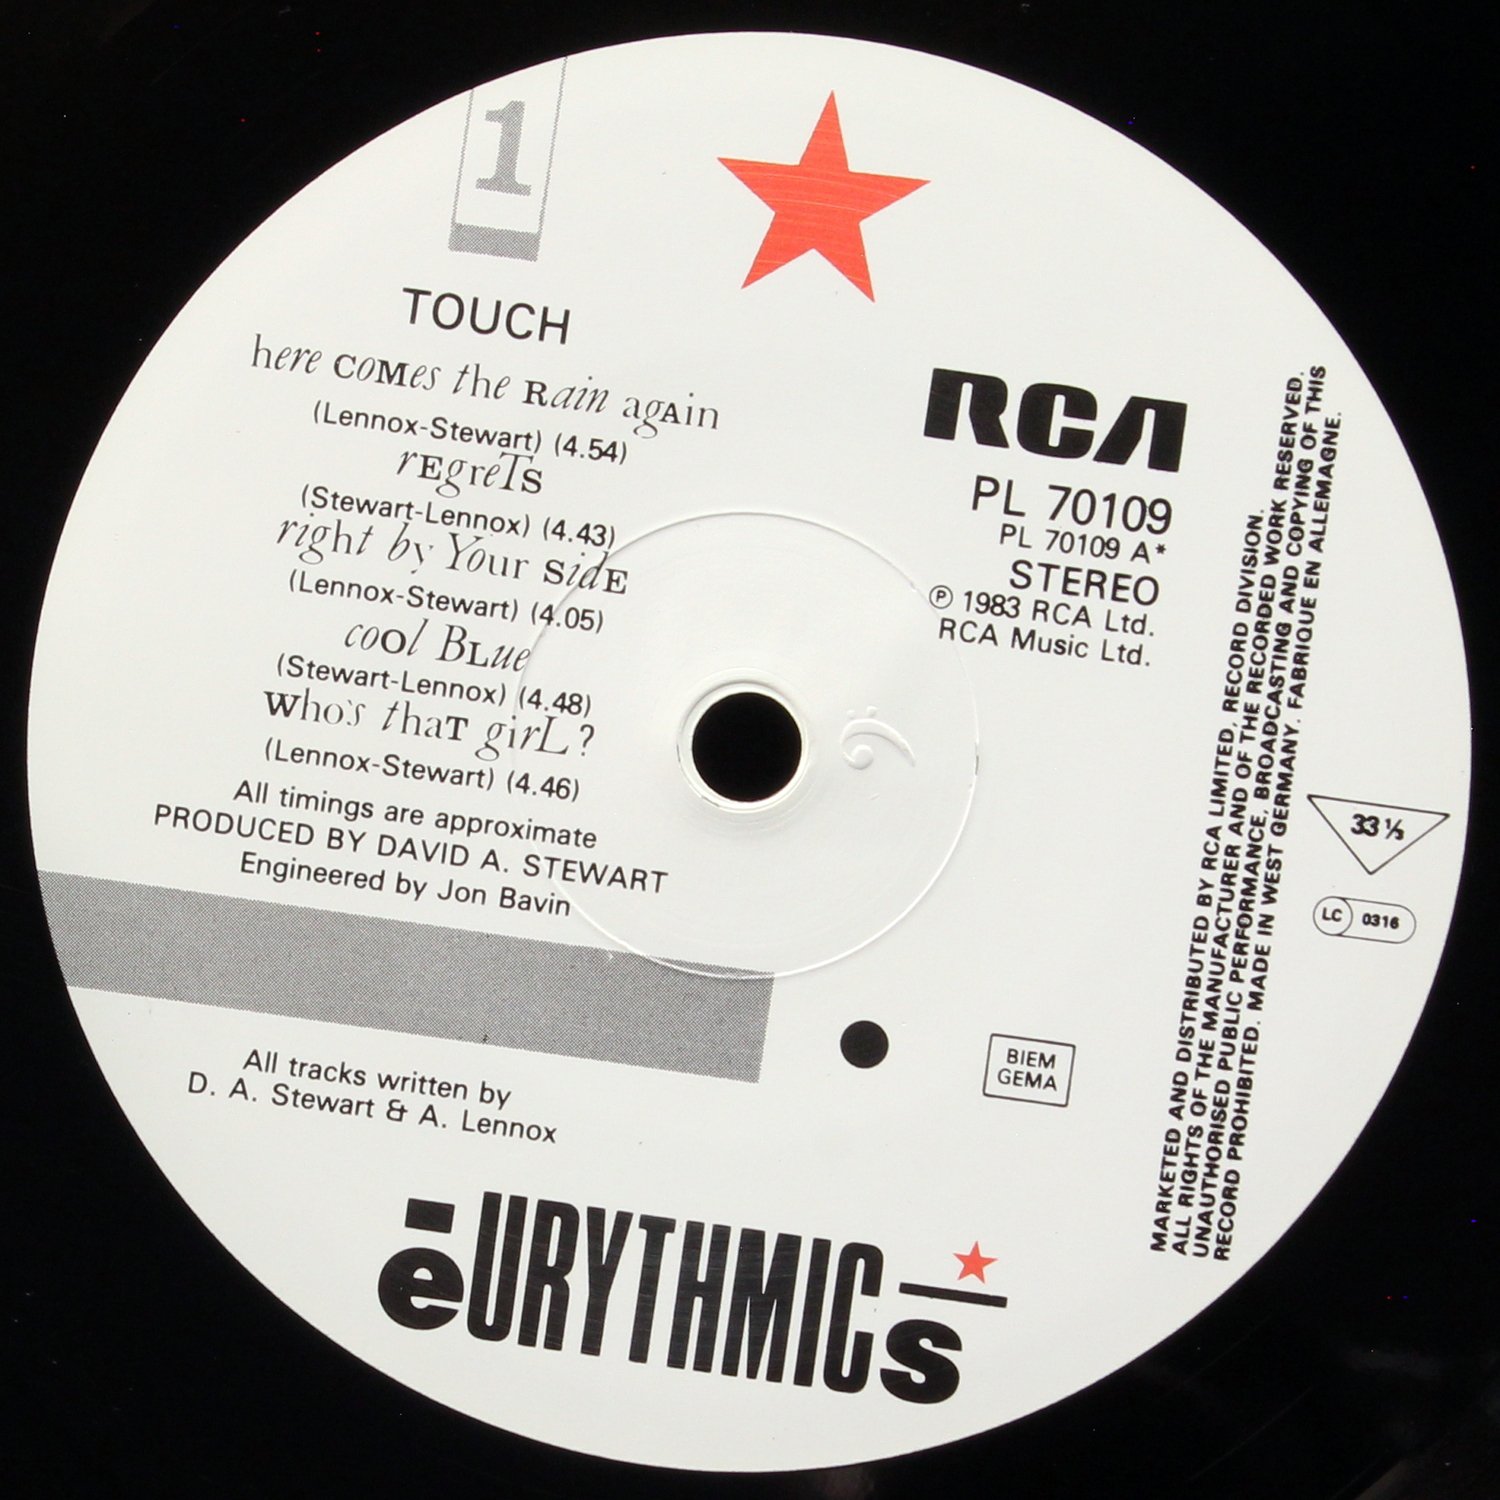 1
TOUCH
here COMes the Rain agAin
(Lennox-Stewart) (4.54)
rEgreTs
(Stewart-Lennox) (4.43)
right by Your sidE
(Lennox-Stewart) (4.05)
coOl BLue
(Stewart-Lennox) (4.48)
Who's thaT girL?
(Lennox-Stewart) (4.46)
All timings are approximate
PRODUCED BY DAVID A. STEWART
Engineered by Jon Bavin
All tracks written by
D. A. Stewart & A. Lennox
RCA
PL 70109
PL 70109 A*
STEREO
℗ 1983 RCA Ltd.
RCA Music Ltd.
BIEM
GEMA
MARKETED AND DISTRIBUTED BY RCA LIMITED, RECORD DIVISION.
ALL RIGHTS OF THE MANUFACTURER AND OF THE RECORDED WORK RESERVED.
UNAUTHORISED PUBLIC PERFORMANCE, BROADCASTING AND COPYING OF THIS
RECORD PROHIBITED. MADE IN WEST GERMANY. FABRIQUE EN ALLEMAGNE.
33⅓
LC 0316
ēURYTHMICs